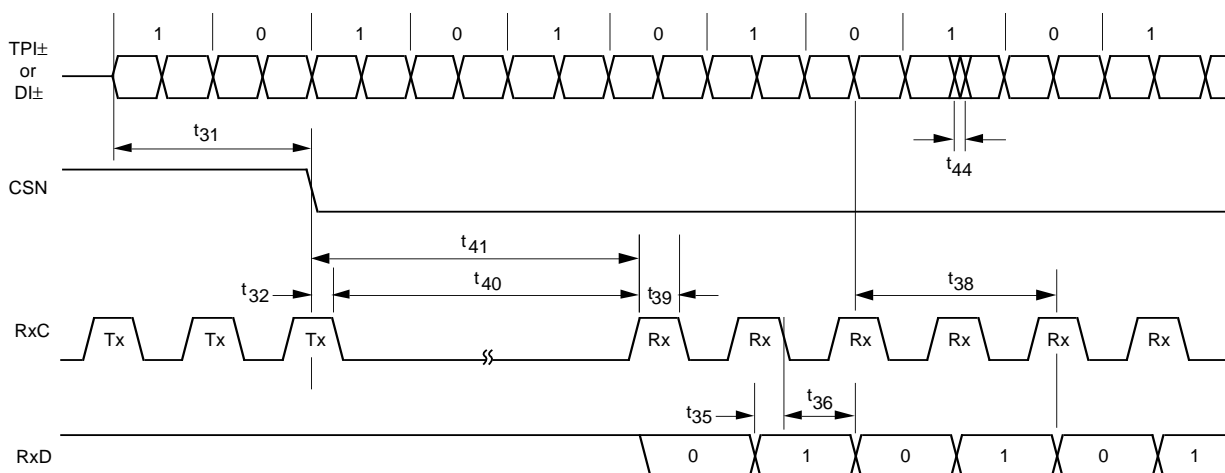 1 0 1 0 1 0 1 0 1 0 1
TPI±
or
DI±
t31
t44
CSN
t41
t32 t40 t39 t38
RxC Tx Tx Tx Rx Rx Rx Rx Rx Rx
t35 t36
RxD 0 1 0 1 0 1